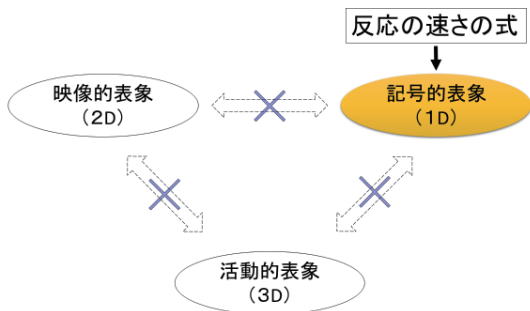 反応の速さの式
映像的表象
（2D）
記号的表象
（1D）
活動的表象
（3D）